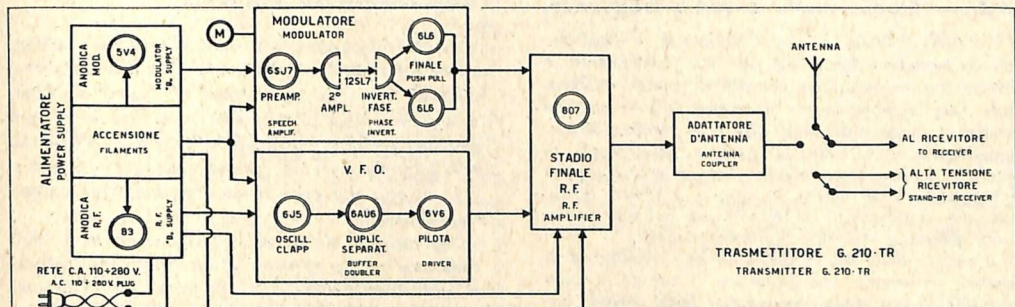 ALIMENTATORE
POWER SUPPLY
ANODICA
MOD.
5V4
MODULATOR
"B" SUPPLY
ACCENSIONE
FILAMENTS
ANODICA
R.F.
83
R.F.
"B" SUPPLY
RETE C.A. 110÷280 V.
A.C. 110 ÷ 280 V. PLUG
M
MODULATORE
MODULATOR
6SJ7
PREAMP.
SPEECH.
AMPLIF.
2º
AMPL.
12SL7
INVERT.
FASE
PHASE
INVERT.
6L6
FINALE
PUSH PULL
6L6
V. F. O.
6J5
OSCILL.
CLAPP
6AU6
DUPLIC.
SEPARAT.
BUFFER
DOUBLER
6V6
PILOTA
DRIVER
807
STADIO
FINALE
R. F.
R. F.
AMPLIFIER
ADATTATORE
D'ANTENNA
ANTENNA
COUPLER
ANTENNA
AL RICEVITORE
TO RECEIVER
ALTA TENSIONE
RICEVITORE
STAND-BY RECEIVER
TRASMETTITORE G. 210-TR
TRANSMITTER G. 210-TR